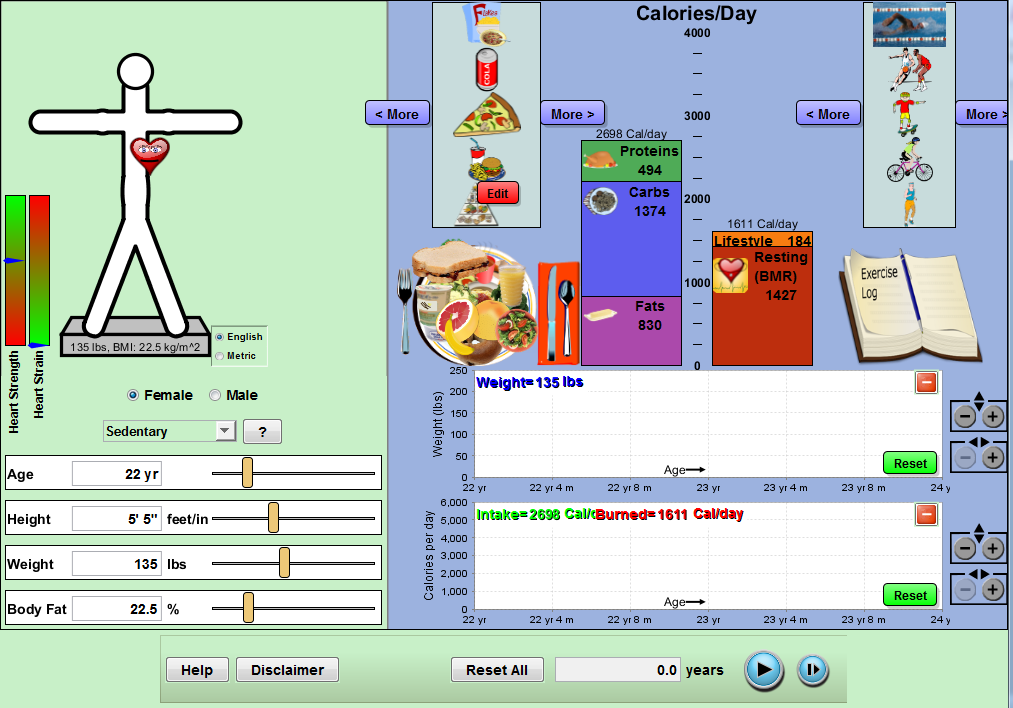 Calories/Day
Flakes
COLA
< More
More >
Edit
4000
3000
2000
1000
0
2698 Cal/day
Proteins
494
Carbs
1374
Fats
830
1611 Cal/day
Lifestyle 184
Resting
(BMR)
1427
< More
More >
Exercise
Log
135 lbs, BMI: 22.5 kg/m^2
English
Metric
Heart Strength
Heart Strain
Female
Male
Sedentary
?
Age
22 yr
Height
5' 5"
feet/in
Weight
135
lbs
Body Fat
22.5
%
Weight= 135 lbs
Weight (lbs)
250
200
150
100
50
0
Age
Reset
22 yr
22 yr 4 m
22 yr 8 m
23 yr
23 yr 4 m
23 yr 8 m
24 y
Intake= 2698 Cal/d
Burned= 1611 Cal/day
Calories per day
6,000
5,000
4,000
3,000
2,000
1,000
0
Age
Reset
22 yr
22 yr 4 m
22 yr 8 m
23 yr
23 yr 4 m
23 yr 8 m
24 y
Help
Disclaimer
Reset All
0.0
years